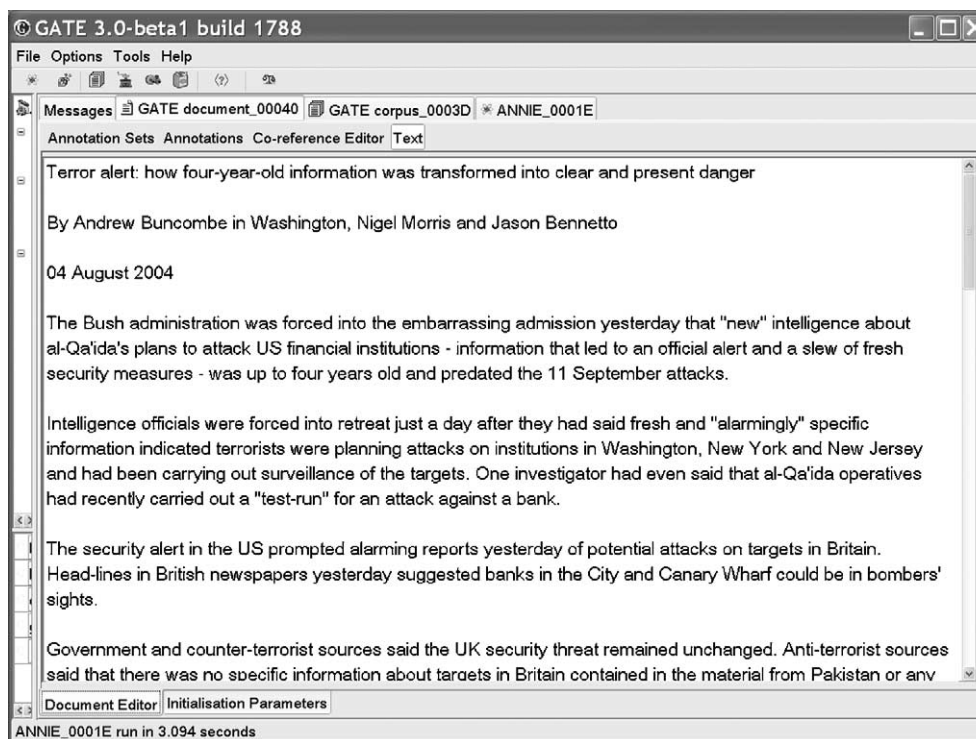 GATE 3.0-beta1 build 1788
File Options Tools Help
Messages GATE document_00040 GATE corpus_0003D ANNIE_0001E
Annotation Sets Annotations Co-reference Editor Text
Terror alert: how four-year-old information was transformed into clear and present danger
By Andrew Buncombe in Washington, Nigel Morris and Jason Bennetto
04 August 2004
The Bush administration was forced into the embarrassing admission yesterday that "new" intelligence about
al-Qa'ida's plans to attack US financial institutions - information that led to an official alert and a slew of fresh
security measures - was up to four years old and predated the 11 September attacks.
Intelligence officials were forced into retreat just a day after they had said fresh and "alarmingly" specific
information indicated terrorists were planning attacks on institutions in Washington, New York and New Jersey
and had been carrying out surveillance of the targets. One investigator had even said that al-Qa'ida operatives
had recently carried out a "test-run" for an attack against a bank.
The security alert in the US prompted alarming reports yesterday of potential attacks on targets in Britain.
Head-lines in British newspapers yesterday suggested banks in the City and Canary Wharf could be in bombers'
sights.
Government and counter-terrorist sources said the UK security threat remained unchanged. Anti-terrorist sources
said that there was no specific information about targets in Britain contained in the material from Pakistan or any
Document Editor Initialisation Parameters
ANNIE_0001E run in 3.094 seconds